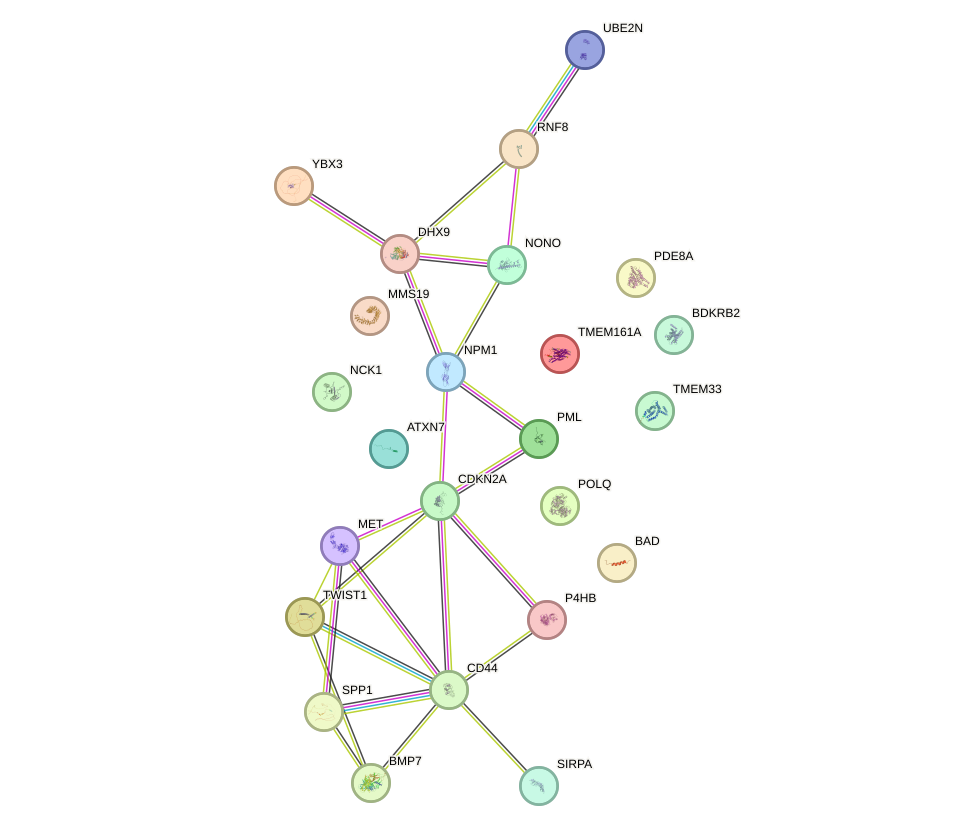 UBE2N
RNF8
YBX3
DHX9
NONO
PDE8A
MMS19
BDKRB2
TMEM161A
NPM1
NCK1
TMEM33
PML
ATXN7
CDKN2A
POLQ
MET
BAD
TWIST1
P4HB
CD44
SPP1
BMP7
SIRPA